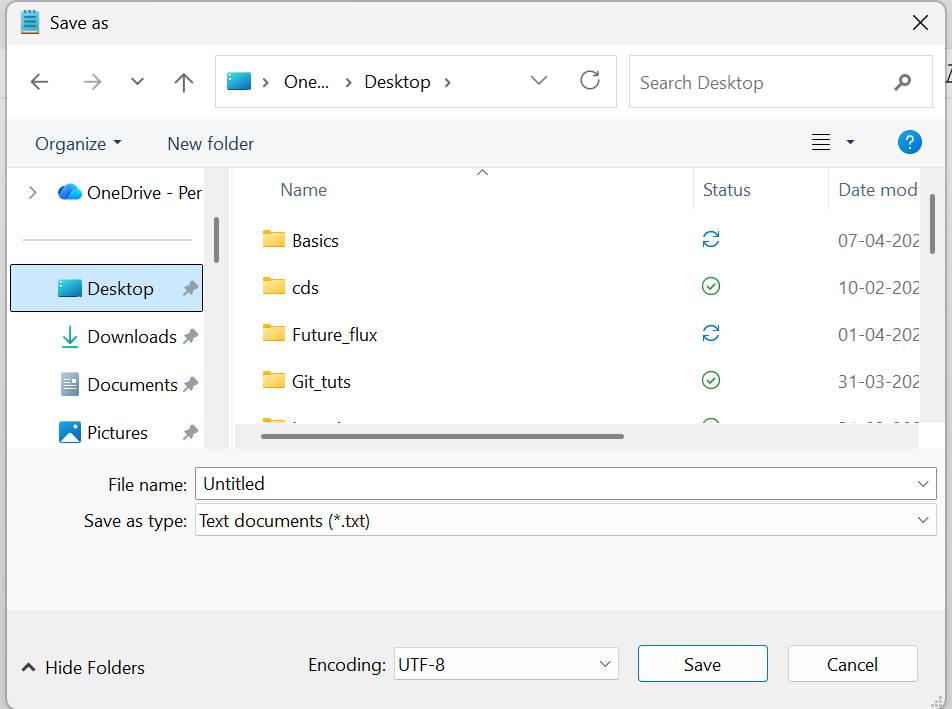 Save as
One... Desktop
Search Desktop
Organize New folder ?
OneDrive - Per
Name Status Date mod
Basics 07-04-202
cds 10-02-202
Desktop
Future_flux 01-04-202
Downloads
Git_tuts 31-03-202
Documents
Pictures
File name: Untitled
Save as type: Text documents (*.txt)
Hide Folders Encoding: UTF-8 Save Cancel